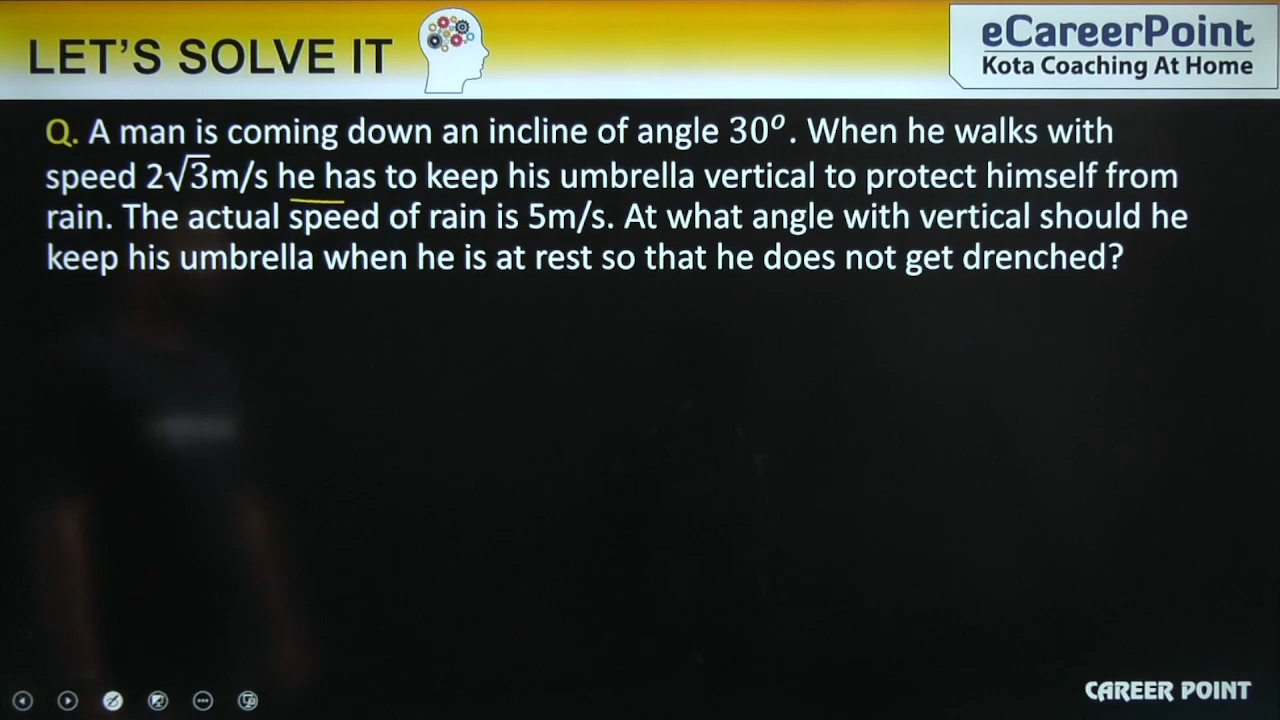 LET'S SOLVE IT
eCareerPoint
Kota Coaching At Home
Q. A man is coming down an incline of angle 30°. When he walks with
speed 2√3m/s he has to keep his umbrella vertical to protect himself from
rain. The actual speed of rain is 5m/s. At what angle with vertical should he
keep his umbrella when he is at rest so that he does not get drenched?
CAREER POINT